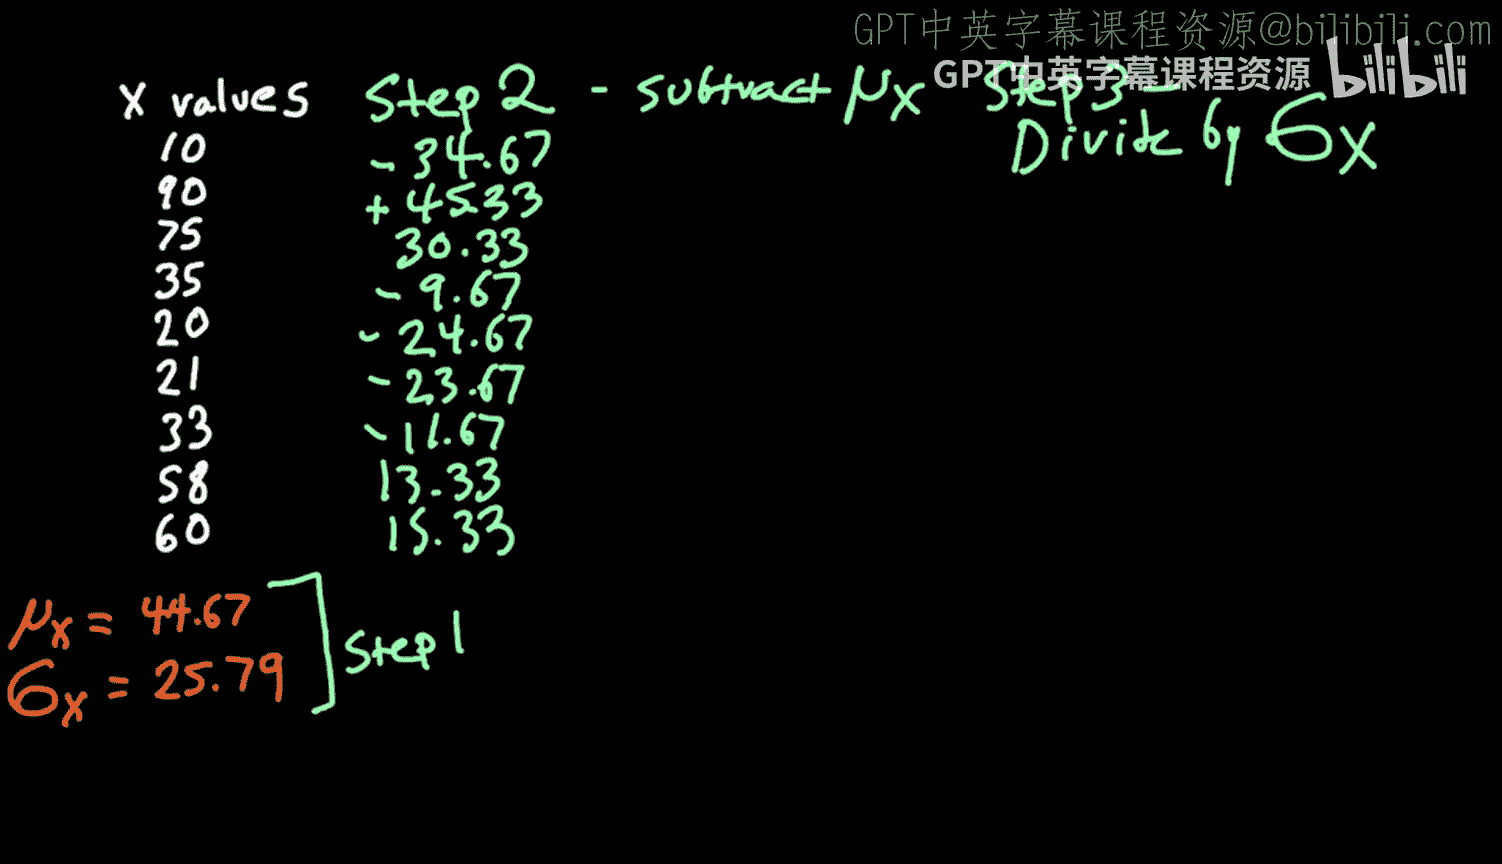 GPT中英字幕课程资源@bilibili.com
GPT中英字幕课程资源 bilibili
X values Step 2 - subtract μx Step 3 -
Divide by σx
10 - 34.67
90 + 45.33
75 30.33
35 - 9.67
20 - 24.67
21 - 23.67
33 - 11.67
58 13.33
60 15.33
μx = 44.67
σx = 25.79
Step 1